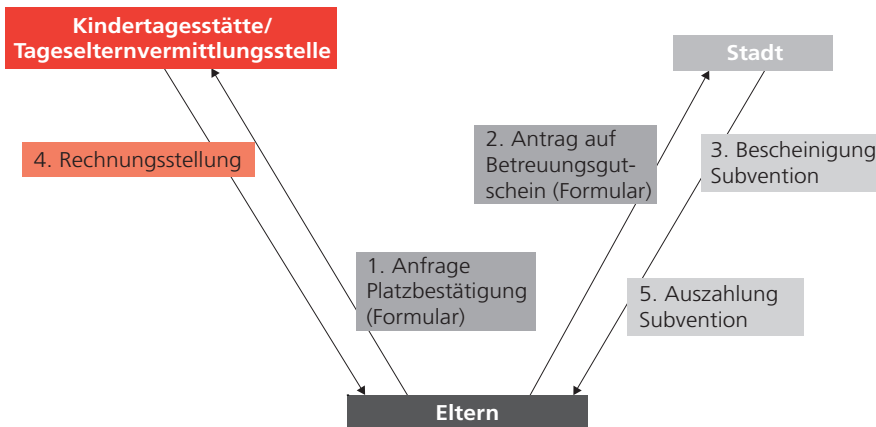 Kindertagesstätte/
Tageselternvermittlungsstelle
Stadt
4. Rechnungsstellung
2. Antrag auf
Betreuungsgut-
schein (Formular)
3. Bescheinigung
Subvention
1. Anfrage
Platzbestätigung
(Formular)
5. Auszahlung
Subvention
Eltern